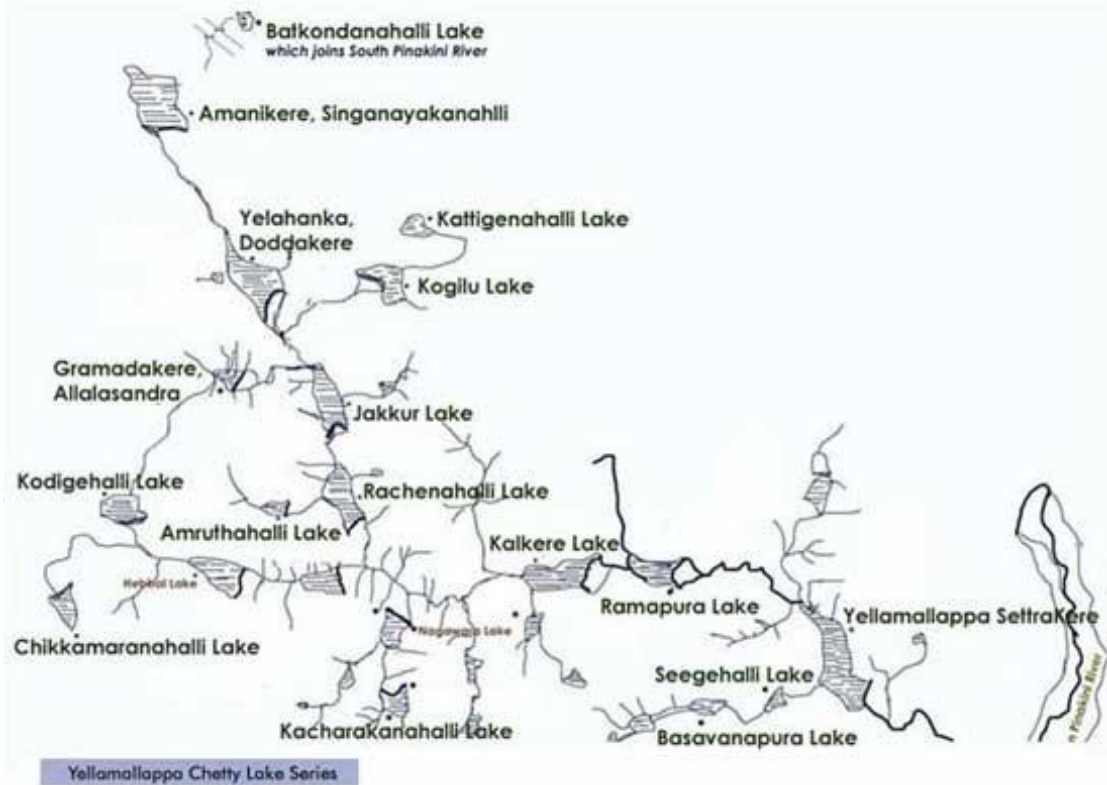 Batkondanahalli Lake
which joins South Pinakini River
Amanikere, Singanayakanahlli
Yelahanka,
Doddakere
Kattigenahalli Lake
Kogilu Lake
Gramadakere,
Allalasandra
Jakkur Lake
Kodigehalli Lake
Rachenahalli Lake
Amruthahalli Lake
Kalkere Lake
Hebbal Lake
Ramapura Lake
Yellamallappa SettraKere
Nagawara Lake
Chikkamaranahalli Lake
Seegehalli Lake
Kacharakanahalli Lake
Basavanapura Lake
n Pinakini River
Yellamallappa Chetty Lake Series